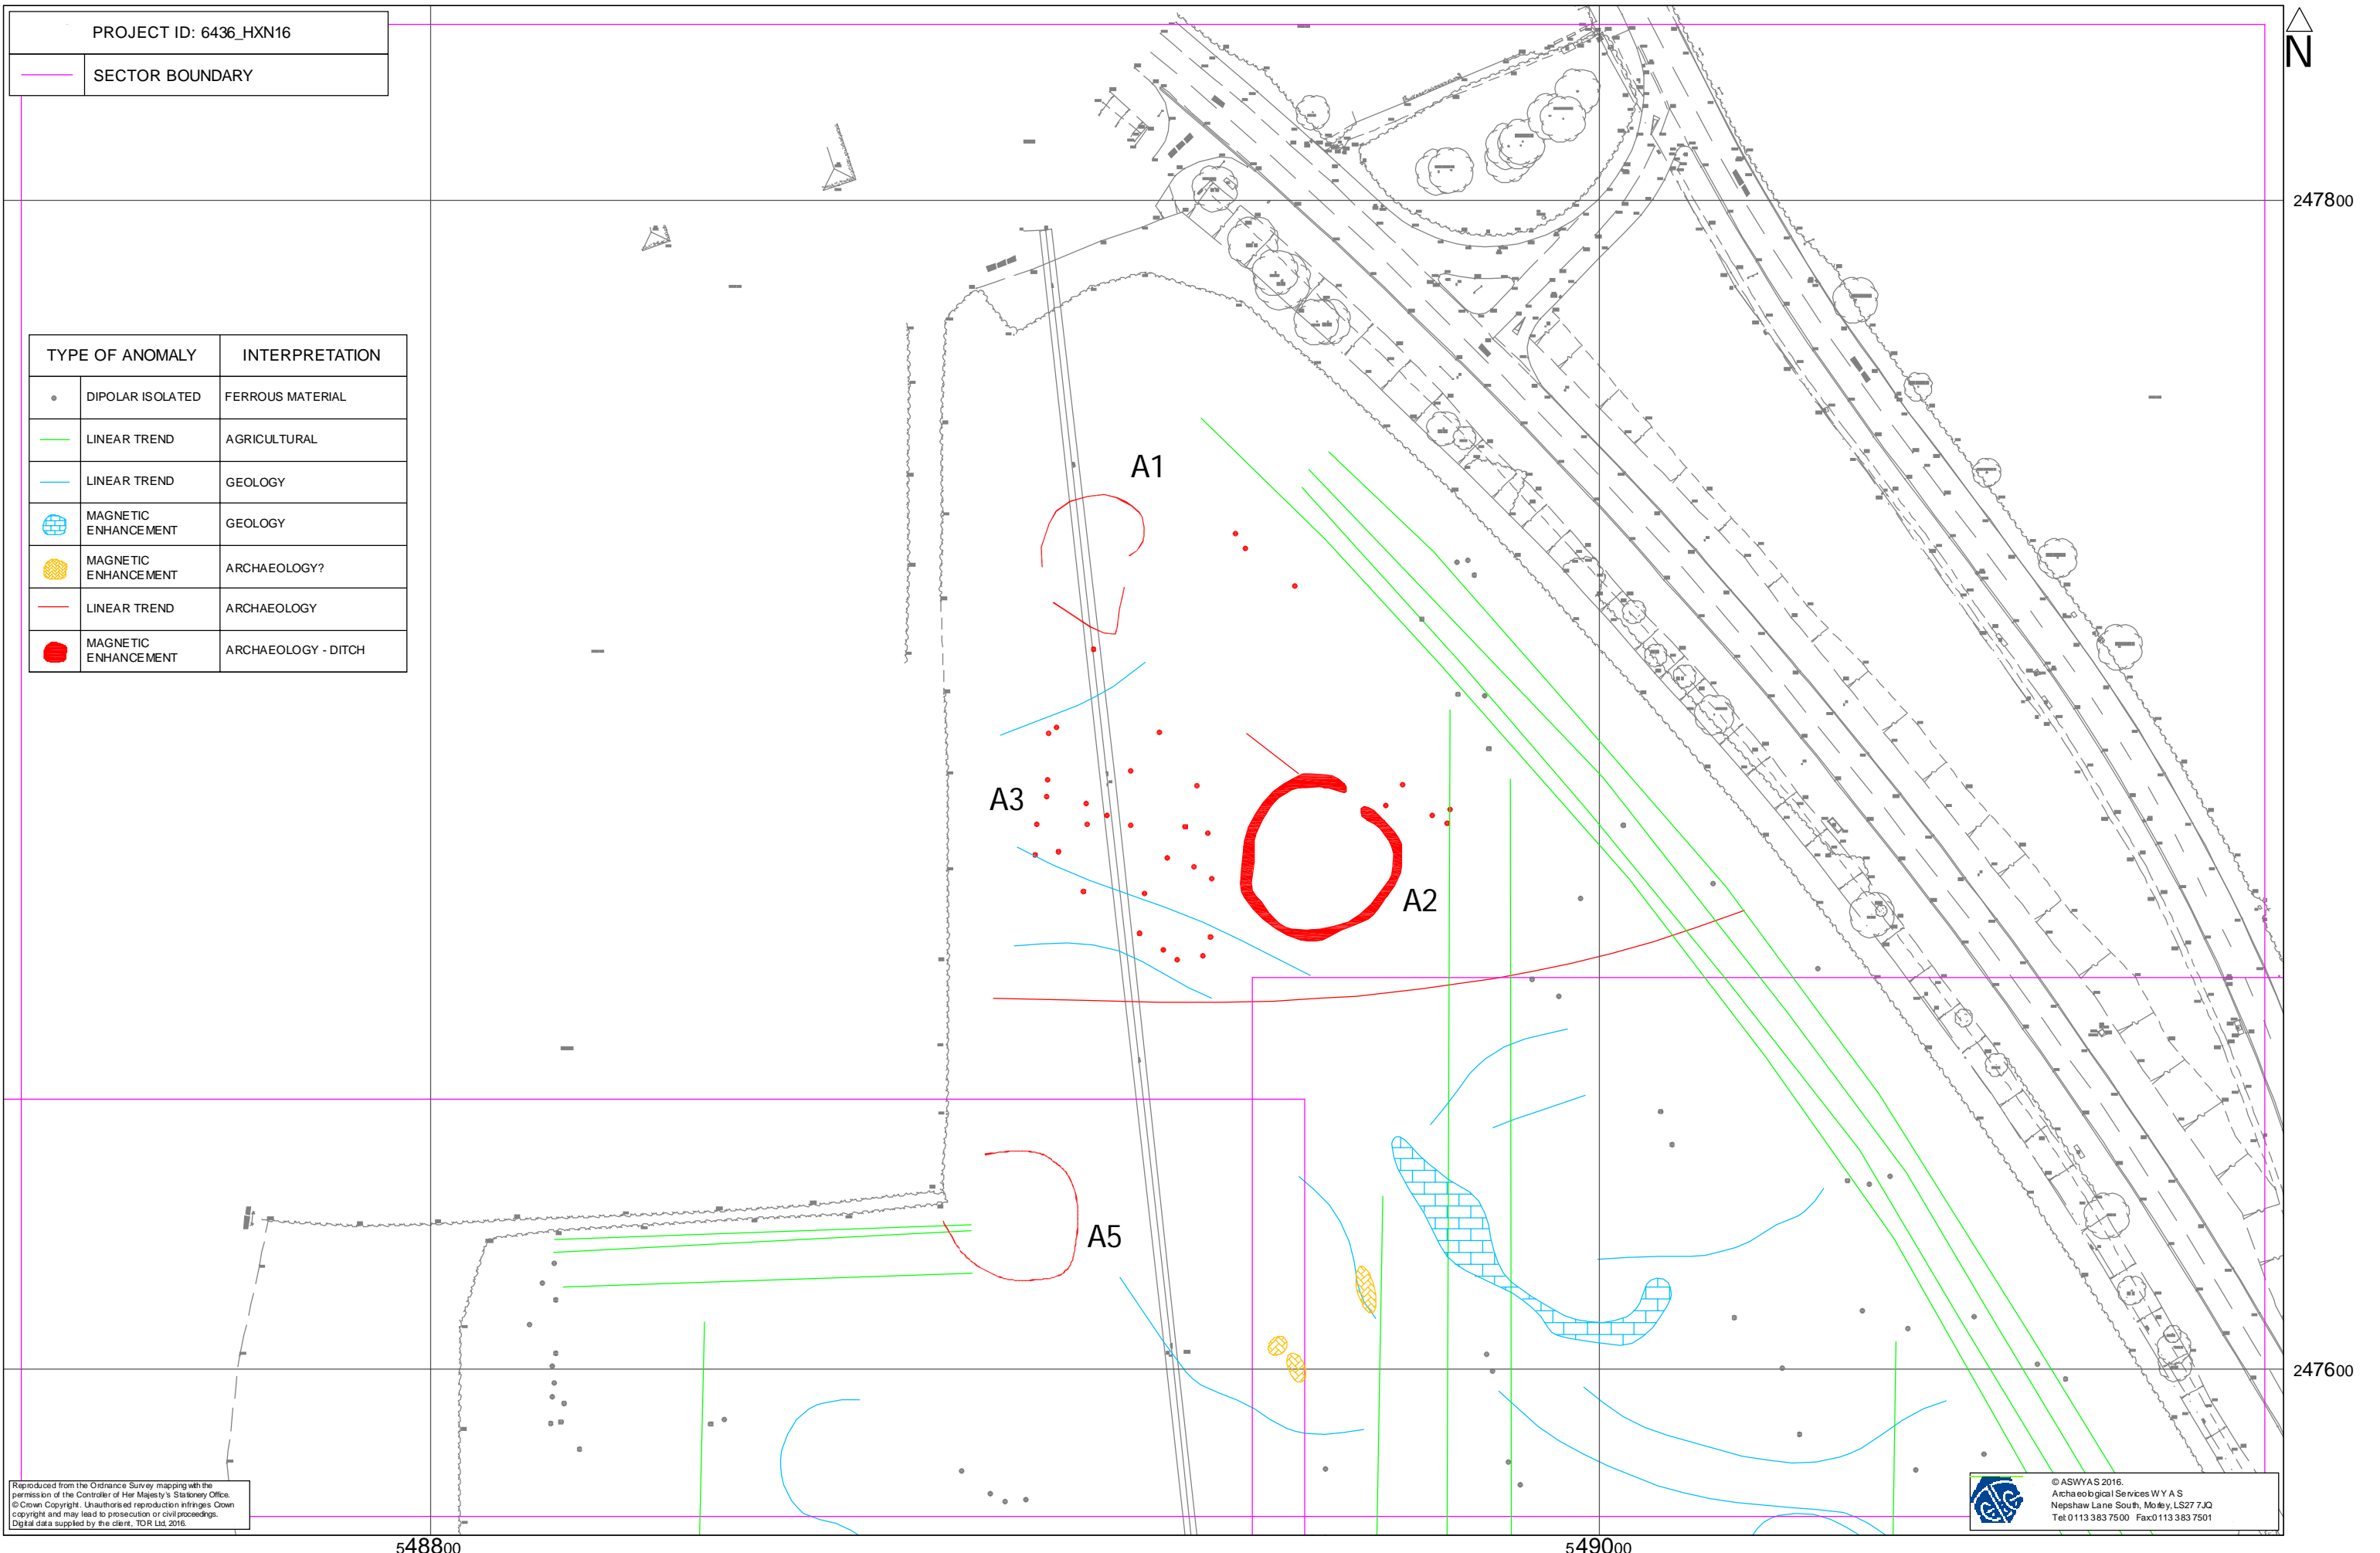 PROJECT ID: 6436_HXN16
SECTOR BOUNDARY
N
247800
TYPE OF ANOMALY INTERPRETATION
DIPOLAR ISOLATED FERROUS MATERIAL
LINEAR TREND AGRICULTURAL
LINEAR TREND GEOLOGY
MAGNETIC
ENHANCEMENT GEOLOGY
MAGNETIC
ENHANCEMENT ARCHAEOLOGY?
LINEAR TREND ARCHAEOLOGY
MAGNETIC
ENHANCEMENT ARCHAEOLOGY - DITCH
A1
A3
A2
A5
247600
Reproduced from the Ordnance Survey mapping with the
permission of the Controller of Her Majesty's Stationery Office.
© Crown Copyright. Unauthorised reproduction infringes Crown
copyright and may lead to prosecution or civil proceedings.
Digital data supplied by the client, TOR Ltd, 2016.
© ASWYAS 2016.
Archaeological Services W Y A S
Nepshaw Lane South, Morley, LS27 7JQ
Tel: 0113 383 7500 Fax: 0113 383 7501
548800
549000